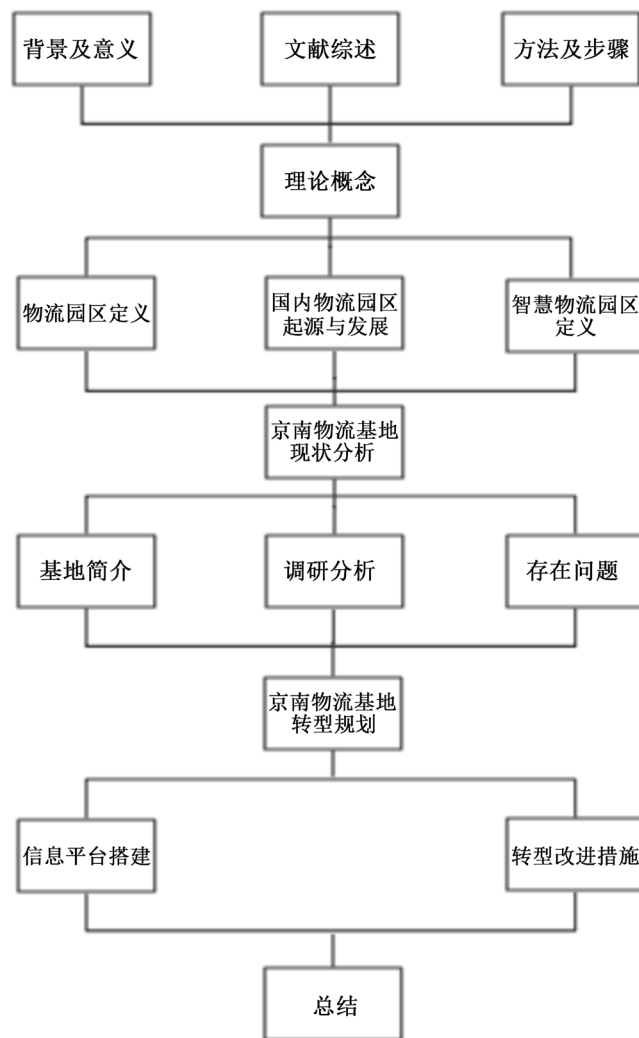 背景及意义
文献综述
方法及步骤
理论概念
物流园区定义
国内物流园区
起源与发展
智慧物流园区
定义
京南物流基地
现状分析
基地简介
调研分析
存在问题
京南物流基地
转型规划
信息平台搭建
转型改进措施
总结